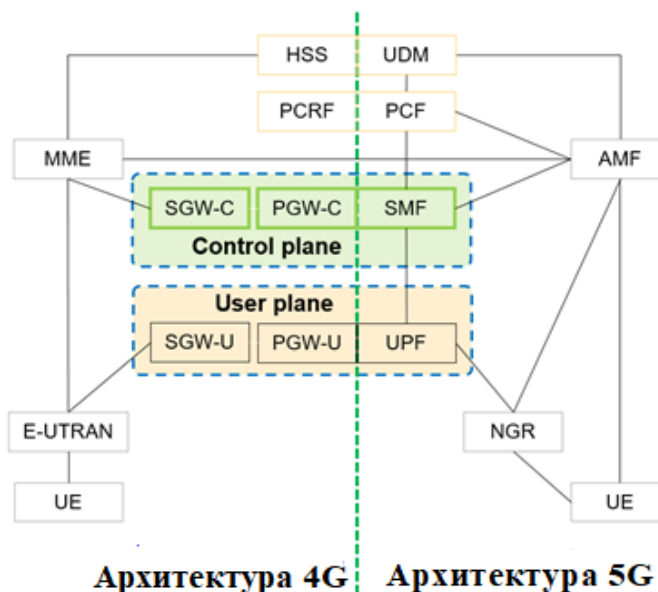 HSS UDM
PCRF PCF
MME AMF
SGW-C PGW-C SMF
Control plane
User plane
SGW-U PGW-U UPF
E-UTRAN NGR
UE UE
Архитектура 4G Архитектура 5G